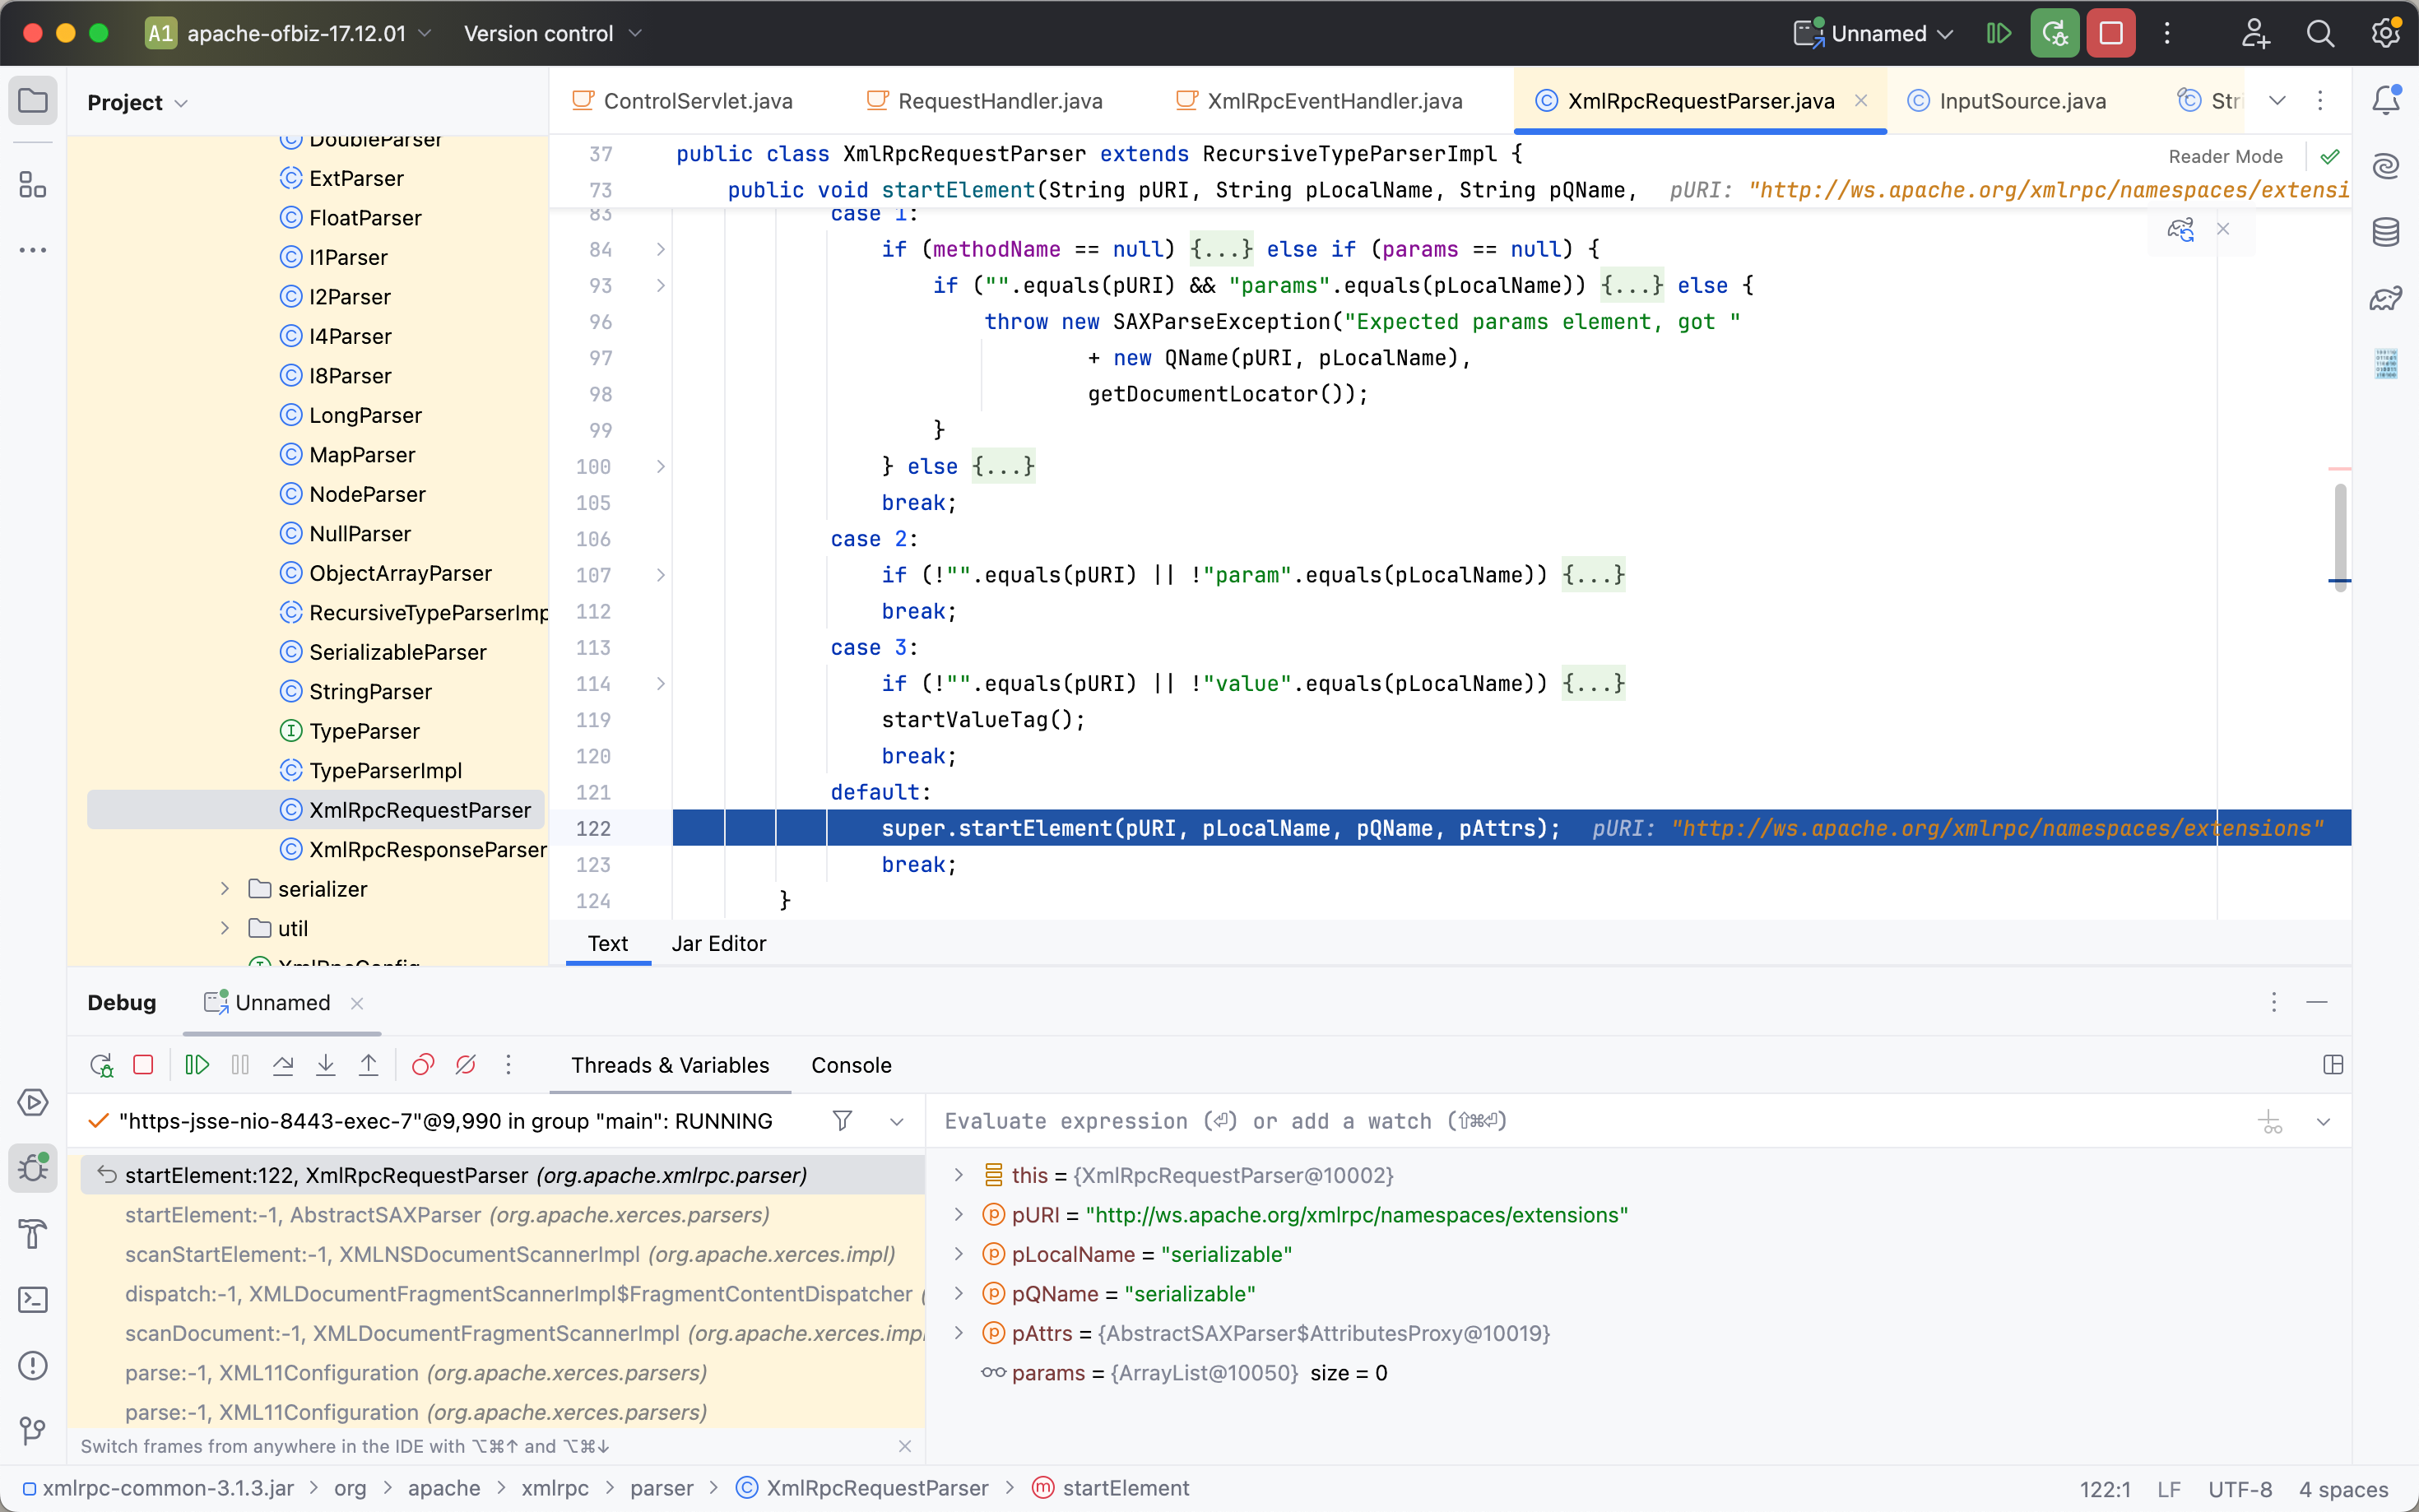 A1 apache-ofbiz-17.12.01 Version control Unnamed
Project
ControlServlet.java RequestHandler.java XmlRpcEventHandler.java XmlRpcRequestParser.java InputSource.java Stri
DoubleParser
ExtParser
FloatParser
I1Parser
I2Parser
I4Parser
I8Parser
LongParser
MapParser
NodeParser
NullParser
ObjectArrayParser
RecursiveTypeParserImp
SerializableParser
StringParser
TypeParser
TypeParserImpl
XmlRpcRequestParser
XmlRpcResponseParser
serializer
util
XmlRpcConfig
Reader Mode
37 public class XmlRpcRequestParser extends RecursiveTypeParserImpl {
73 public void startElement(String pURI, String pLocalName, String pQName, pURI: "http://ws.apache.org/xmlrpc/namespaces/extensi
83 case 1:
84 if (methodName == null) {...} else if (params == null) {
93 if ("".equals(pURI) && "params".equals(pLocalName)) {...} else {
96 throw new SAXParseException("Expected params element, got "
97 + new QName(pURI, pLocalName),
98 getDocumentLocator());
99 }
100 } else {...}
105 break;
106 case 2:
107 if (!"".equals(pURI) || !"param".equals(pLocalName)) {...}
112 break;
113 case 3:
114 if (!"".equals(pURI) || !"value".equals(pLocalName)) {...}
119 startValueTag();
120 break;
121 default:
122 super.startElement(pURI, pLocalName, pQName, pAttrs); pURI: "http://ws.apache.org/xmlrpc/namespaces/extensions"
123 break;
124 }
Text Jar Editor
Debug Unnamed
Threads & Variables Console
"https-jsse-nio-8443-exec-7"@9,990 in group "main": RUNNING
startElement:122, XmlRpcRequestParser (org.apache.xmlrpc.parser)
startElement:-1, AbstractSAXParser (org.apache.xerces.parsers)
scanStartElement:-1, XMLNSDocumentScannerImpl (org.apache.xerces.impl)
dispatch:-1, XMLDocumentFragmentScannerImpl$FragmentContentDispatcher (
scanDocument:-1, XMLDocumentFragmentScannerImpl (org.apache.xerces.impl
parse:-1, XML11Configuration (org.apache.xerces.parsers)
parse:-1, XML11Configuration (org.apache.xerces.parsers)
Switch frames from anywhere in the IDE with ⌥⌘↑ and ⌥⌘↓
Evaluate expression (⏎) or add a watch (⇧⌘⏎)
this = {XmlRpcRequestParser@10002}
pURI = "http://ws.apache.org/xmlrpc/namespaces/extensions"
pLocalName = "serializable"
pQName = "serializable"
pAttrs = {AbstractSAXParser$AttributesProxy@10019}
params = {ArrayList@10050} size = 0
xmlrpc-common-3.1.3.jar > org > apache > xmlrpc > parser > XmlRpcRequestParser > startElement
122:1 LF UTF-8 4 spaces